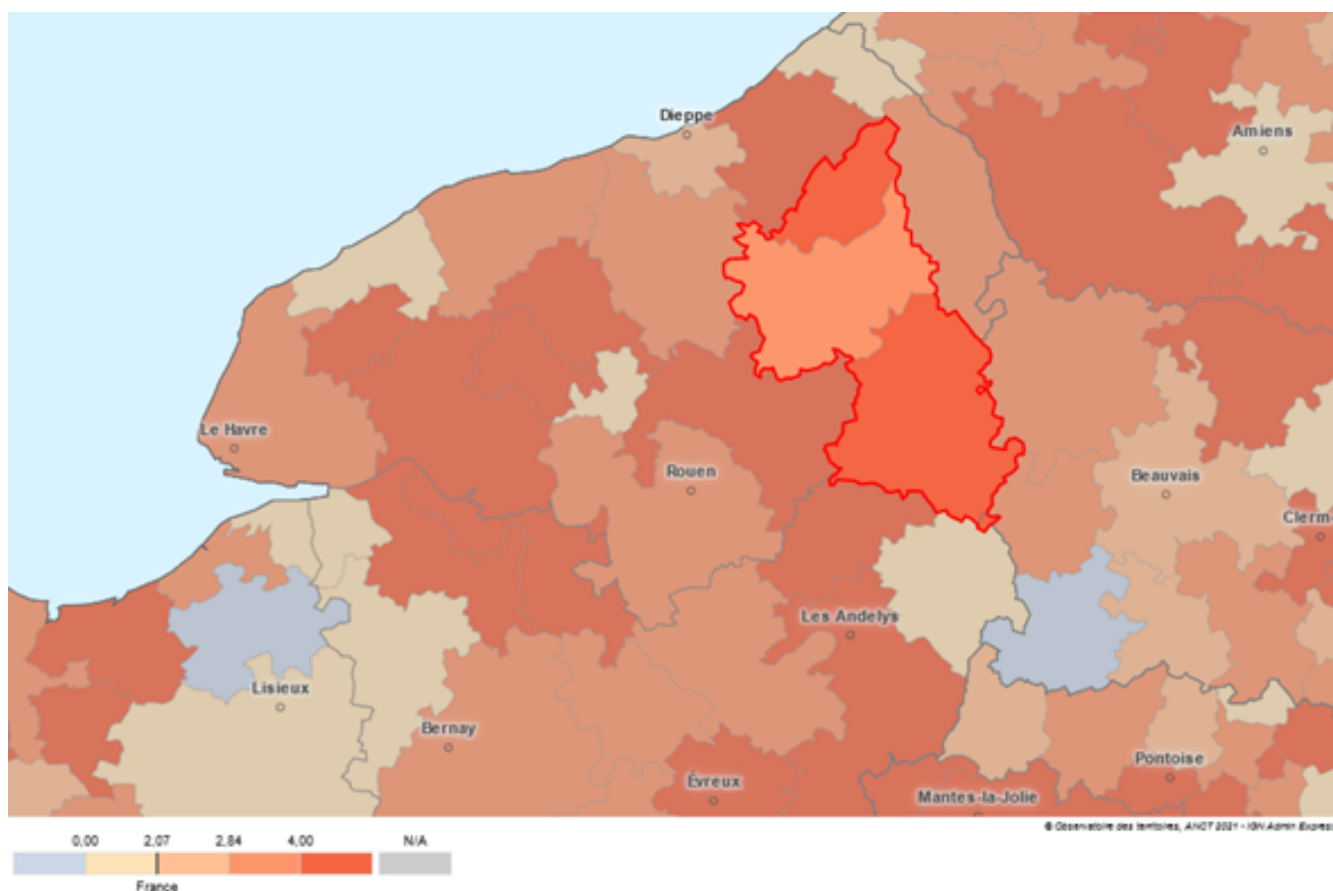 Dieppe
Amiens
Le Havre
Rouen
Beauvais
Clerm
Les Andelys
Lisieux
Bernay
Pontoise
Évreux
Mantes-la-Jolie
© Observatoire des territoires, ANCT 2021 - IGN Admin Express
0,00 2,07 2,84 4,00 N/A
France